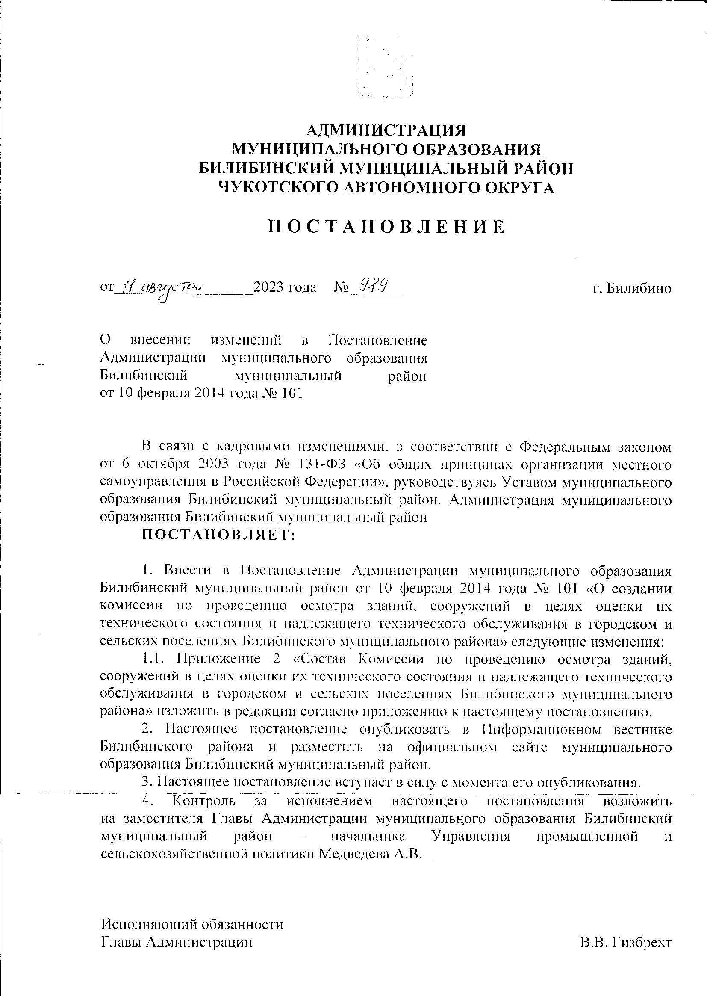 АДМИНИСТРАЦИЯ
МУНИЦИПАЛЬНОГО ОБРАЗОВАНИЯ
БИЛИБИНСКИЙ МУНИЦИПАЛЬНЫЙ РАЙОН
ЧУКОТСКОГО АВТОНОМНОГО ОКРУГА
ПОСТАНОВЛЕНИЕ
от 11 августа 2023 года № 989 г. Билибино
О внесении изменений в Постановление
Администрации муниципального образования
Билибинский муниципальный район
от 10 февраля 2014 года № 101
В связи с кадровыми изменениями, в соответствии с Федеральным законом
от 6 октября 2003 года № 131-ФЗ «Об общих принципах организации местного
самоуправления в Российской Федерации», руководствуясь Уставом муниципального
образования Билибинский муниципальный район, Администрация муниципального
образования Билибинский муниципальный район
ПОСТАНОВЛЯЕТ:
1. Внести в Постановление Администрации муниципального образования
Билибинский муниципальный район от 10 февраля 2014 года № 101 «О создании
комиссии по проведению осмотра зданий, сооружений в целях оценки их
технического состояния и надлежащего технического обслуживания в городском и
сельских поселениях Билибинского муниципального района» следующие изменения:
1.1. Приложение 2 «Состав Комиссии по проведению осмотра зданий,
сооружений в целях оценки их технического состояния и надлежащего технического
обслуживания в городском и сельских поселениях Билибинского муниципального
района» изложить в редакции согласно приложению к настоящему постановлению.
2. Настоящее постановление опубликовать в Информационном вестнике
Билибинского района и разместить на официальном сайте муниципального
образования Билибинский муниципальный район.
3. Настоящее постановление вступает в силу с момента его опубликования.
4. Контроль за исполнением настоящего постановления возложить
на заместителя Главы Администрации муниципального образования Билибинский
муниципальный район – начальника Управления промышленной и
сельскохозяйственной политики Медведева А.В.
Исполняющий обязанности
Главы Администрации В.В. Гизбрехт